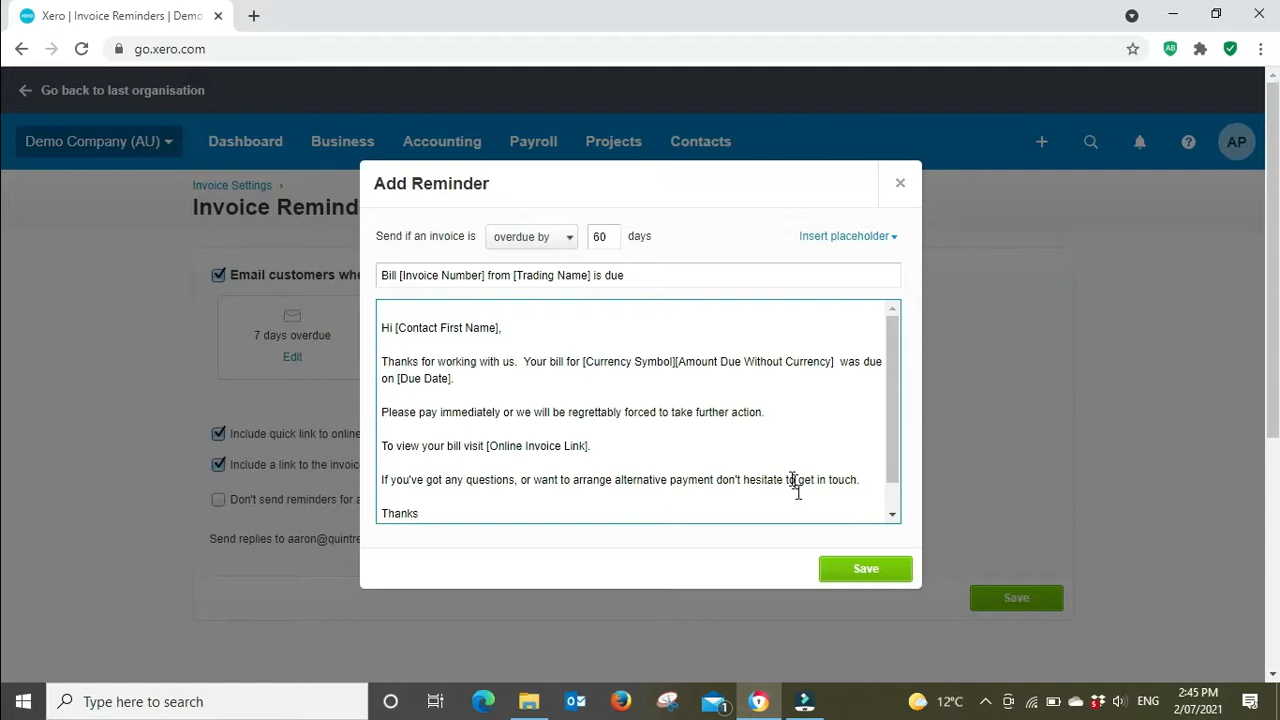 Xero | Invoice Reminders | Demo
go.xero.com
Go back to last organisation
Demo Company (AU) Dashboard Business Accounting Payroll Projects Contacts AP
Invoice Settings ›
Invoice Remind
Add Reminder
Send if an invoice is overdue by 60 days Insert placeholder
Bill [Invoice Number] from [Trading Name] is due
Hi [Contact First Name],
Thanks for working with us. Your bill for [Currency Symbol][Amount Due Without Currency] was due
on [Due Date].
Please pay immediately or we will be regrettably forced to take further action.
To view your bill visit [Online Invoice Link].
If you've got any questions, or want to arrange alternative payment don't hesitate to get in touch.
Thanks
Save
Email customers whe
7 days overdue
Edit
Include quick link to online
Include a link to the invoic
Don't send reminders for a
Send replies to aaron@quintre
Save
Type here to search
1
12°C
ENG
2:45 PM
2/07/2021